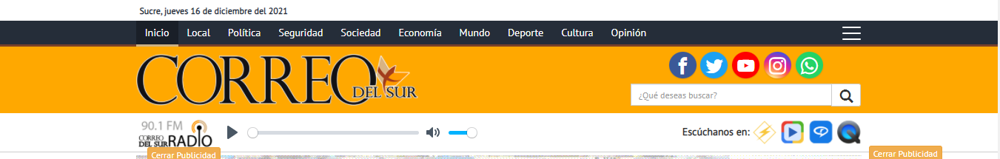 Sucre, jueves 16 de diciembre del 2021
Inicio Local Política Seguridad Sociedad Economía Mundo Deporte Cultura Opinión
CORREO
DEL SUR
¿Qué deseas buscar?
90.1 FM
CORREO
DEL SUR RADIO
Escúchanos en:
Cerrar Publicidad Cerrar Publicidad